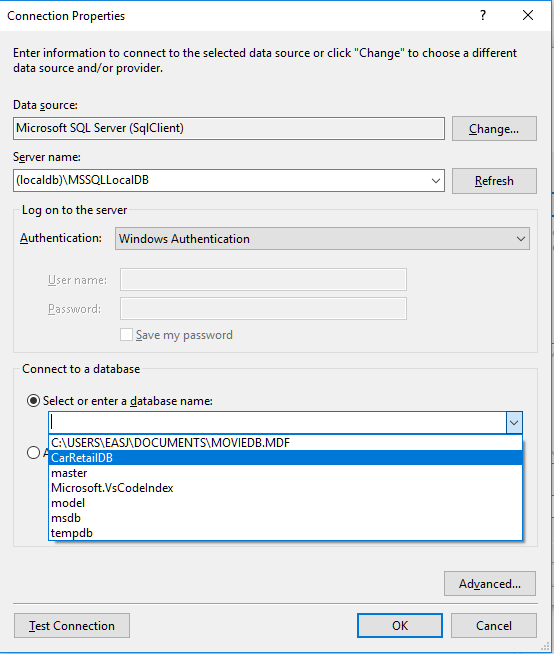 Connection Properties
?
Enter information to connect to the selected data source or click "Change" to choose a different
data source and/or provider.
Data source:
Microsoft SQL Server (SqlClient)
Change...
Server name:
(localdb)\MSSQLLocalDB
Refresh
Log on to the server
Authentication:
Windows Authentication
User name:
Password:
Save my password
Connect to a database
Select or enter a database name:
C:\USERS\EASJ\DOCUMENTS\MOVIEDB.MDF
CarRetailDB
master
Microsoft.VsCodeIndex
model
msdb
tempdb
Advanced...
Test Connection
OK
Cancel